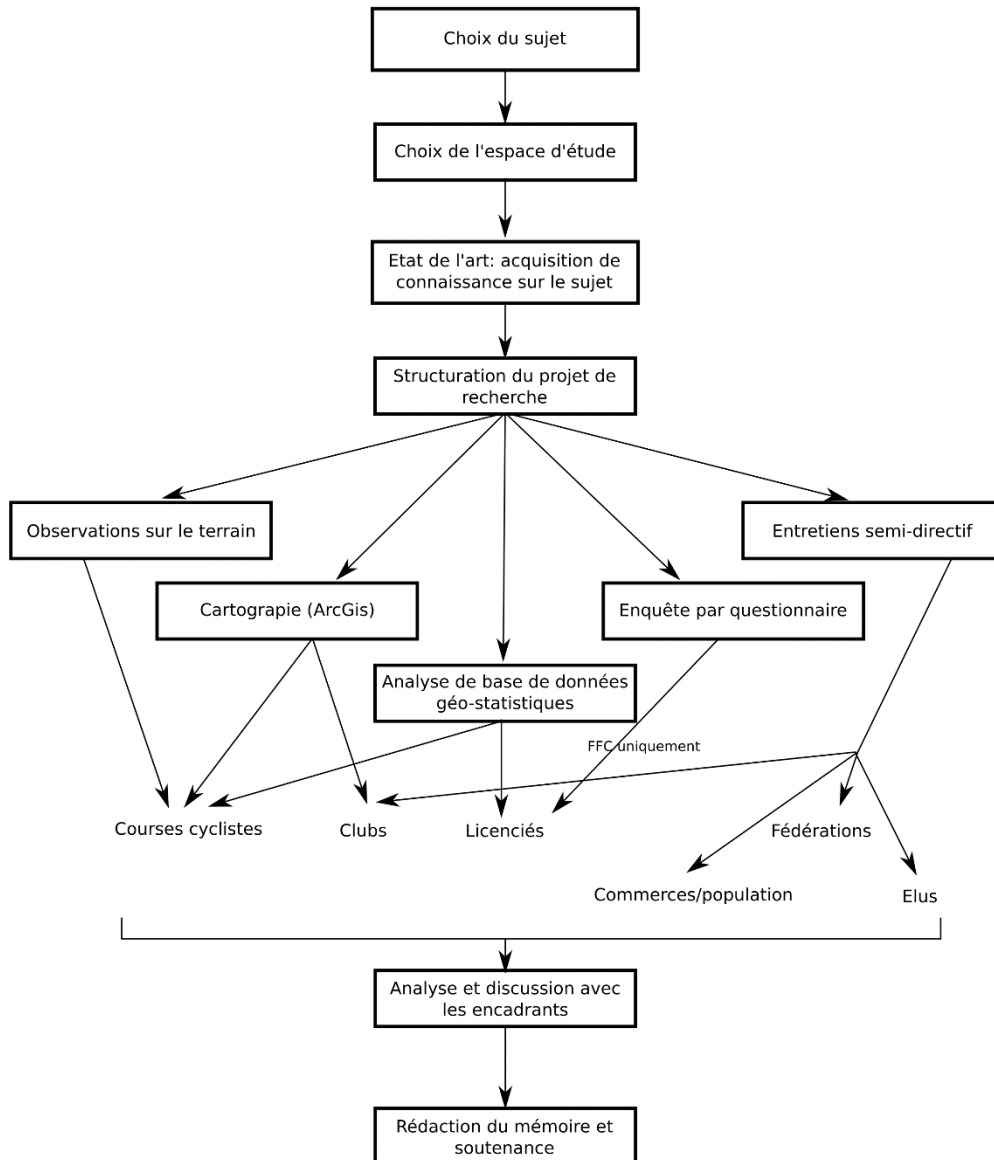 Choix du sujet
Choix de l'espace d'étude
Etat de l'art: acquisition de
connaissance sur le sujet
Structuration du projet de
recherche
Observations sur le terrain
Entretiens semi-directif
Cartograpie (ArcGis)
Enquête par questionnaire
Analyse de base de données
géo-statistiques
FFC uniquement
Courses cyclistes
Clubs
Licenciés
Fédérations
Commerces/population
Elus
Analyse et discussion avec
les encadrants
Rédaction du mémoire et
soutenance